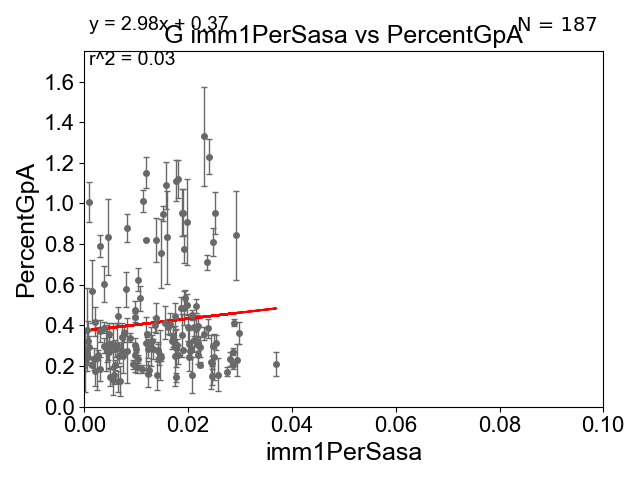 y = 2.98x + 0.37
N = 187
G imm1PerSasa vs PercentGpA
r^2 = 0.03
1.6
1.4
1.2
1.0
0.8
0.6
0.4
0.2
0.0
PercentGpA
0.00 0.02 0.04 0.06 0.08 0.10
imm1PerSasa